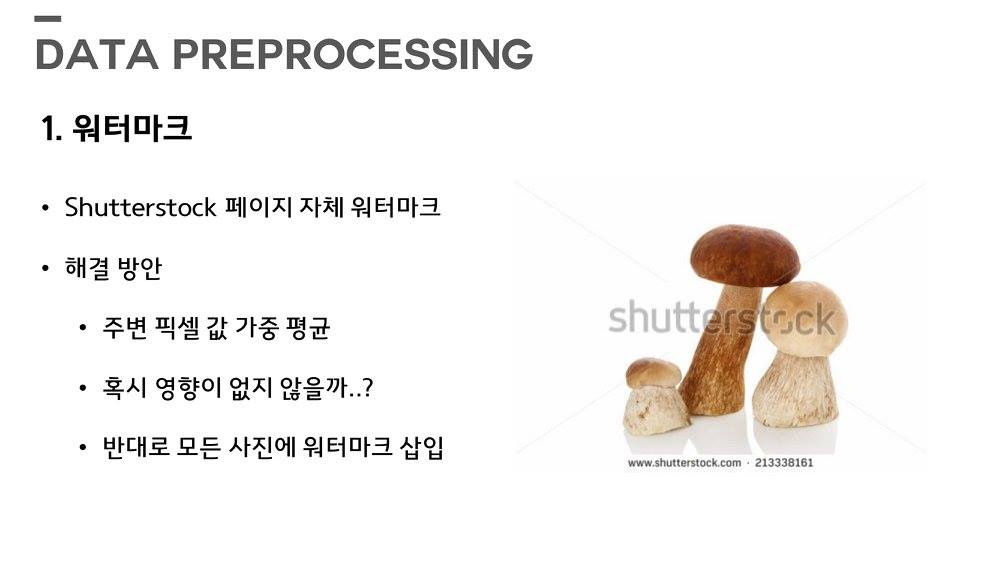 DATA PREPROCESSING
1. 워터마크
• Shutterstock 페이지 자체 워터마크
• 해결 방안
• 주변 픽셀 값 가중 평균
• 혹시 영향이 없지 않을까..?
• 반대로 모든 사진에 워터마크 삽입
shutterstock
www.shutterstock.com · 213338161